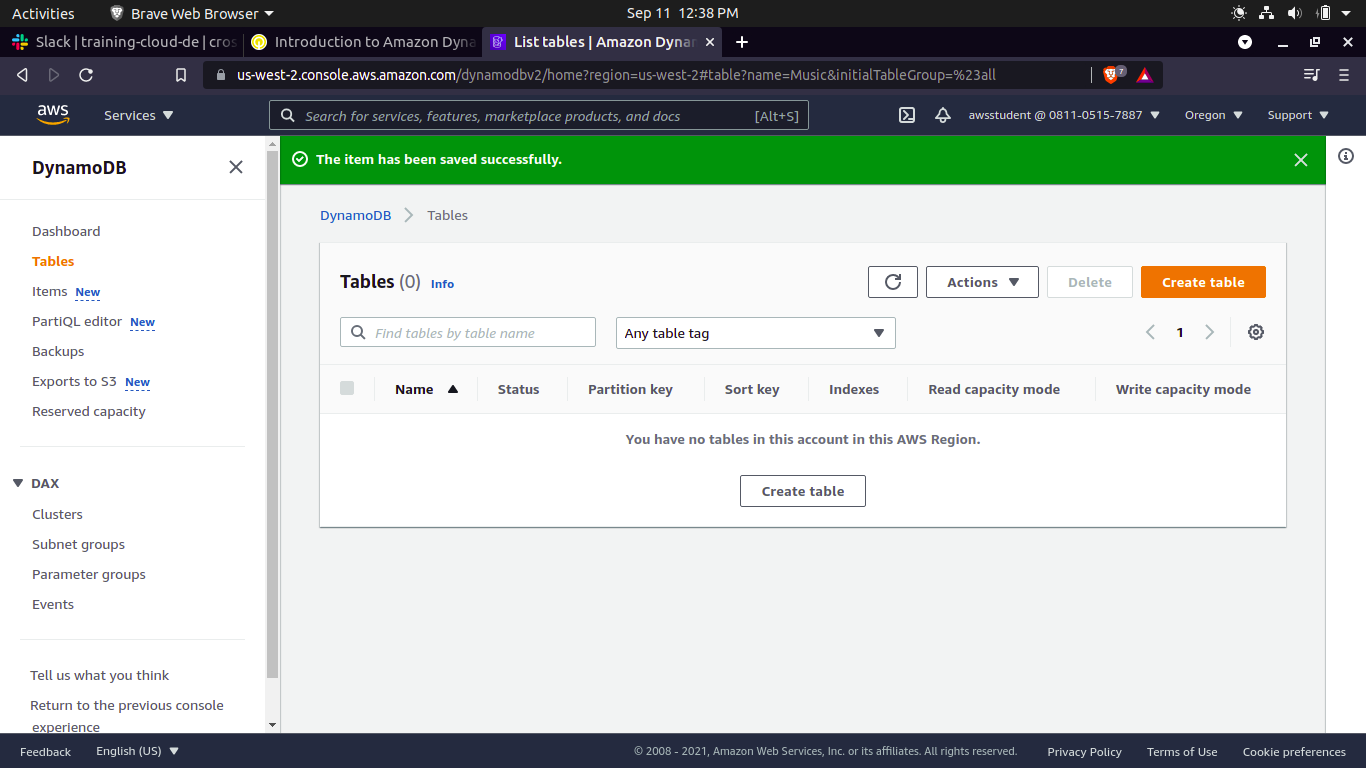 Activities
Brave Web Browser
Sep 11 12:38 PM
Slack | training-cloud-de | cros
Introduction to Amazon Dyna
List tables | Amazon Dynam
us-west-2.console.aws.amazon.com/dynamodbv2/home?region=us-west-2#table?name=Music&initialTableGroup=%23all
7
aws
Services
Search for services, features, marketplace products, and docs
[Alt+S]
awsstudent @ 0811-0515-7887
Oregon
Support
DynamoDB
The item has been saved successfully.
Dashboard
Tables
Items New
PartiQL editor New
Backups
Exports to S3 New
Reserved capacity
DAX
Clusters
Subnet groups
Parameter groups
Events
Tell us what you think
Return to the previous console
experience
DynamoDB
Tables
Tables (0) Info
Actions
Delete
Create table
Find tables by table name
Any table tag
1
Name
Status
Partition key
Sort key
Indexes
Read capacity mode
Write capacity mode
You have no tables in this account in this AWS Region.
Create table
Feedback
English (US)
© 2008 - 2021, Amazon Web Services, Inc. or its affiliates. All rights reserved.
Privacy Policy
Terms of Use
Cookie preferences